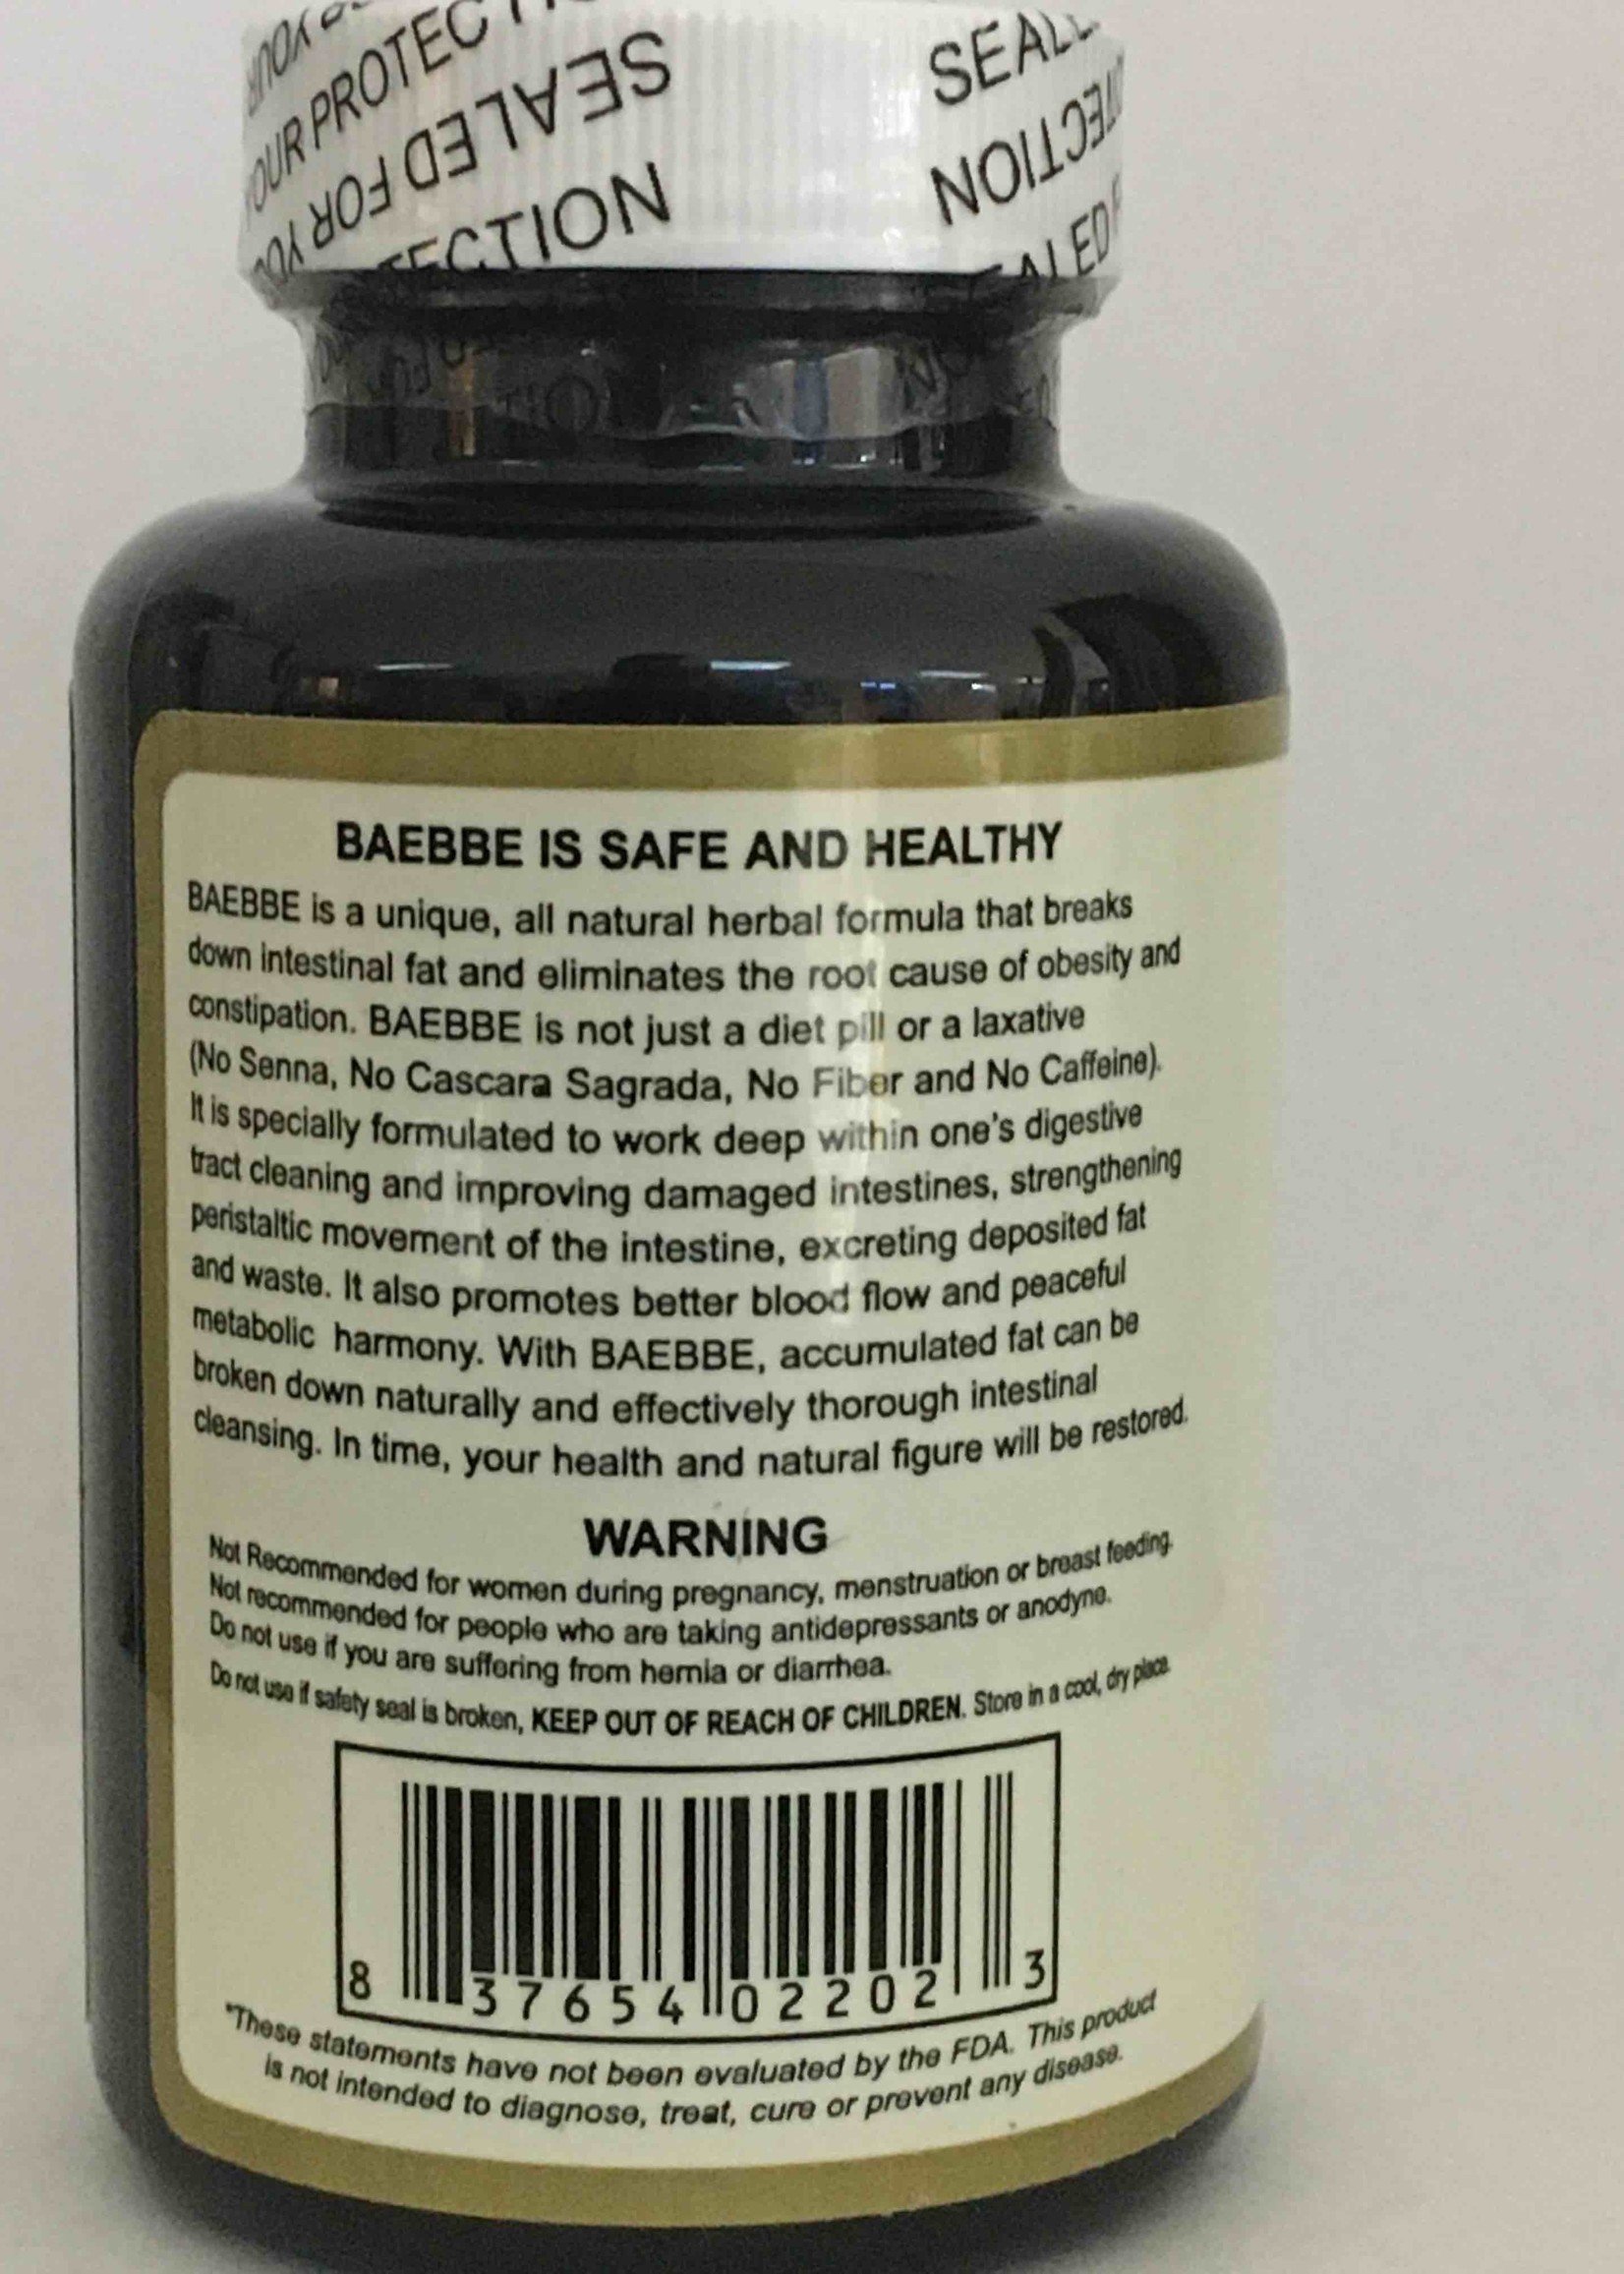 YOUR
OUR PROTECTIO
SEALED FOR YOU
TECTION
SEAL
TECTION
ALED F
BAEBBE IS SAFE AND HEALTHY
BAEBBE is a unique, all natural herbal formula that breaks
down intestinal fat and eliminates the root cause of obesity and
constipation. BAEBBE is not just a diet pill or a laxative
(No Senna, No Cascara Sagrada, No Fiber and No Caffeine).
It is specially formulated to work deep within one's digestive
tract cleaning and improving damaged intestines, strengthening
peristaltic movement of the intestine, excreting deposited fat
and waste. It also promotes better blood flow and peaceful
metabolic harmony. With BAEBBE, accumulated fat can be
broken down naturally and effectively thorough intestinal
cleansing. In time, your health and natural figure will be restored.
WARNING
Not Recommended for women during pregnancy, menstruation or breast feeding.
Not recommended for people who are taking antidepressants or anodyne.
Do not use if you are suffering from hernia or diarrhea.
Do not use if safety seal is broken, KEEP OUT OF REACH OF CHILDREN. Store in a cool, dry place.
8 37654 02202 3
*These statements have not been evaluated by the FDA. This product
is not intended to diagnose, treat, cure or prevent any disease.